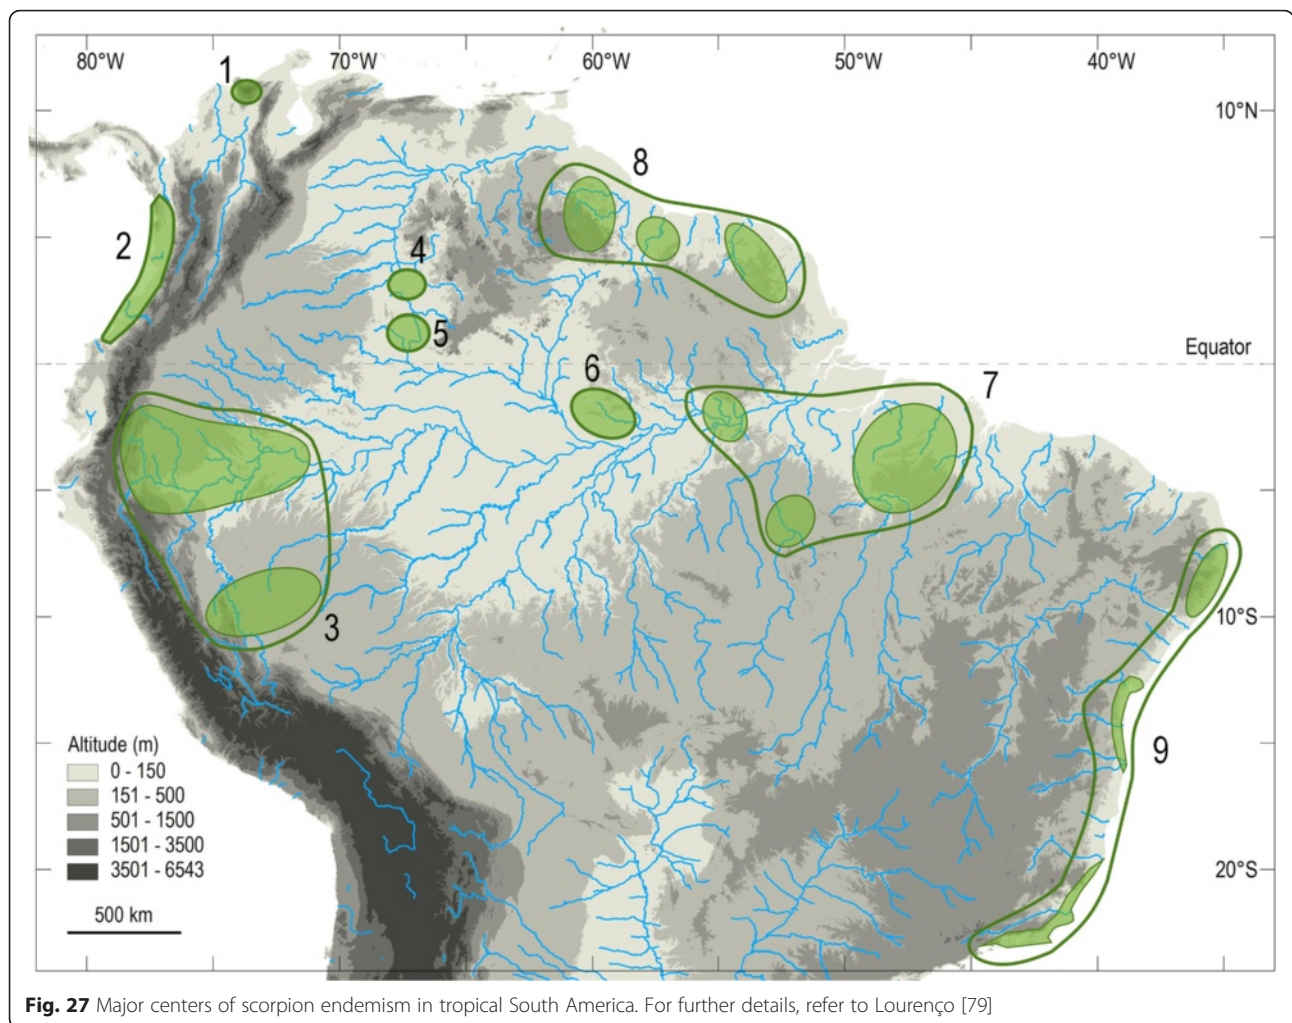 80°W 70°W 60°W 50°W 40°W
1
10°N
8
2
4
5
Equator
6
7
3
10°S
9
Altitude (m)
0 - 150
151 - 500
501 - 1500
1501 - 3500
3501 - 6543
20°S
500 km
Fig. 27 Major centers of scorpion endemism in tropical South America. For further details, refer to Lourenço [79]